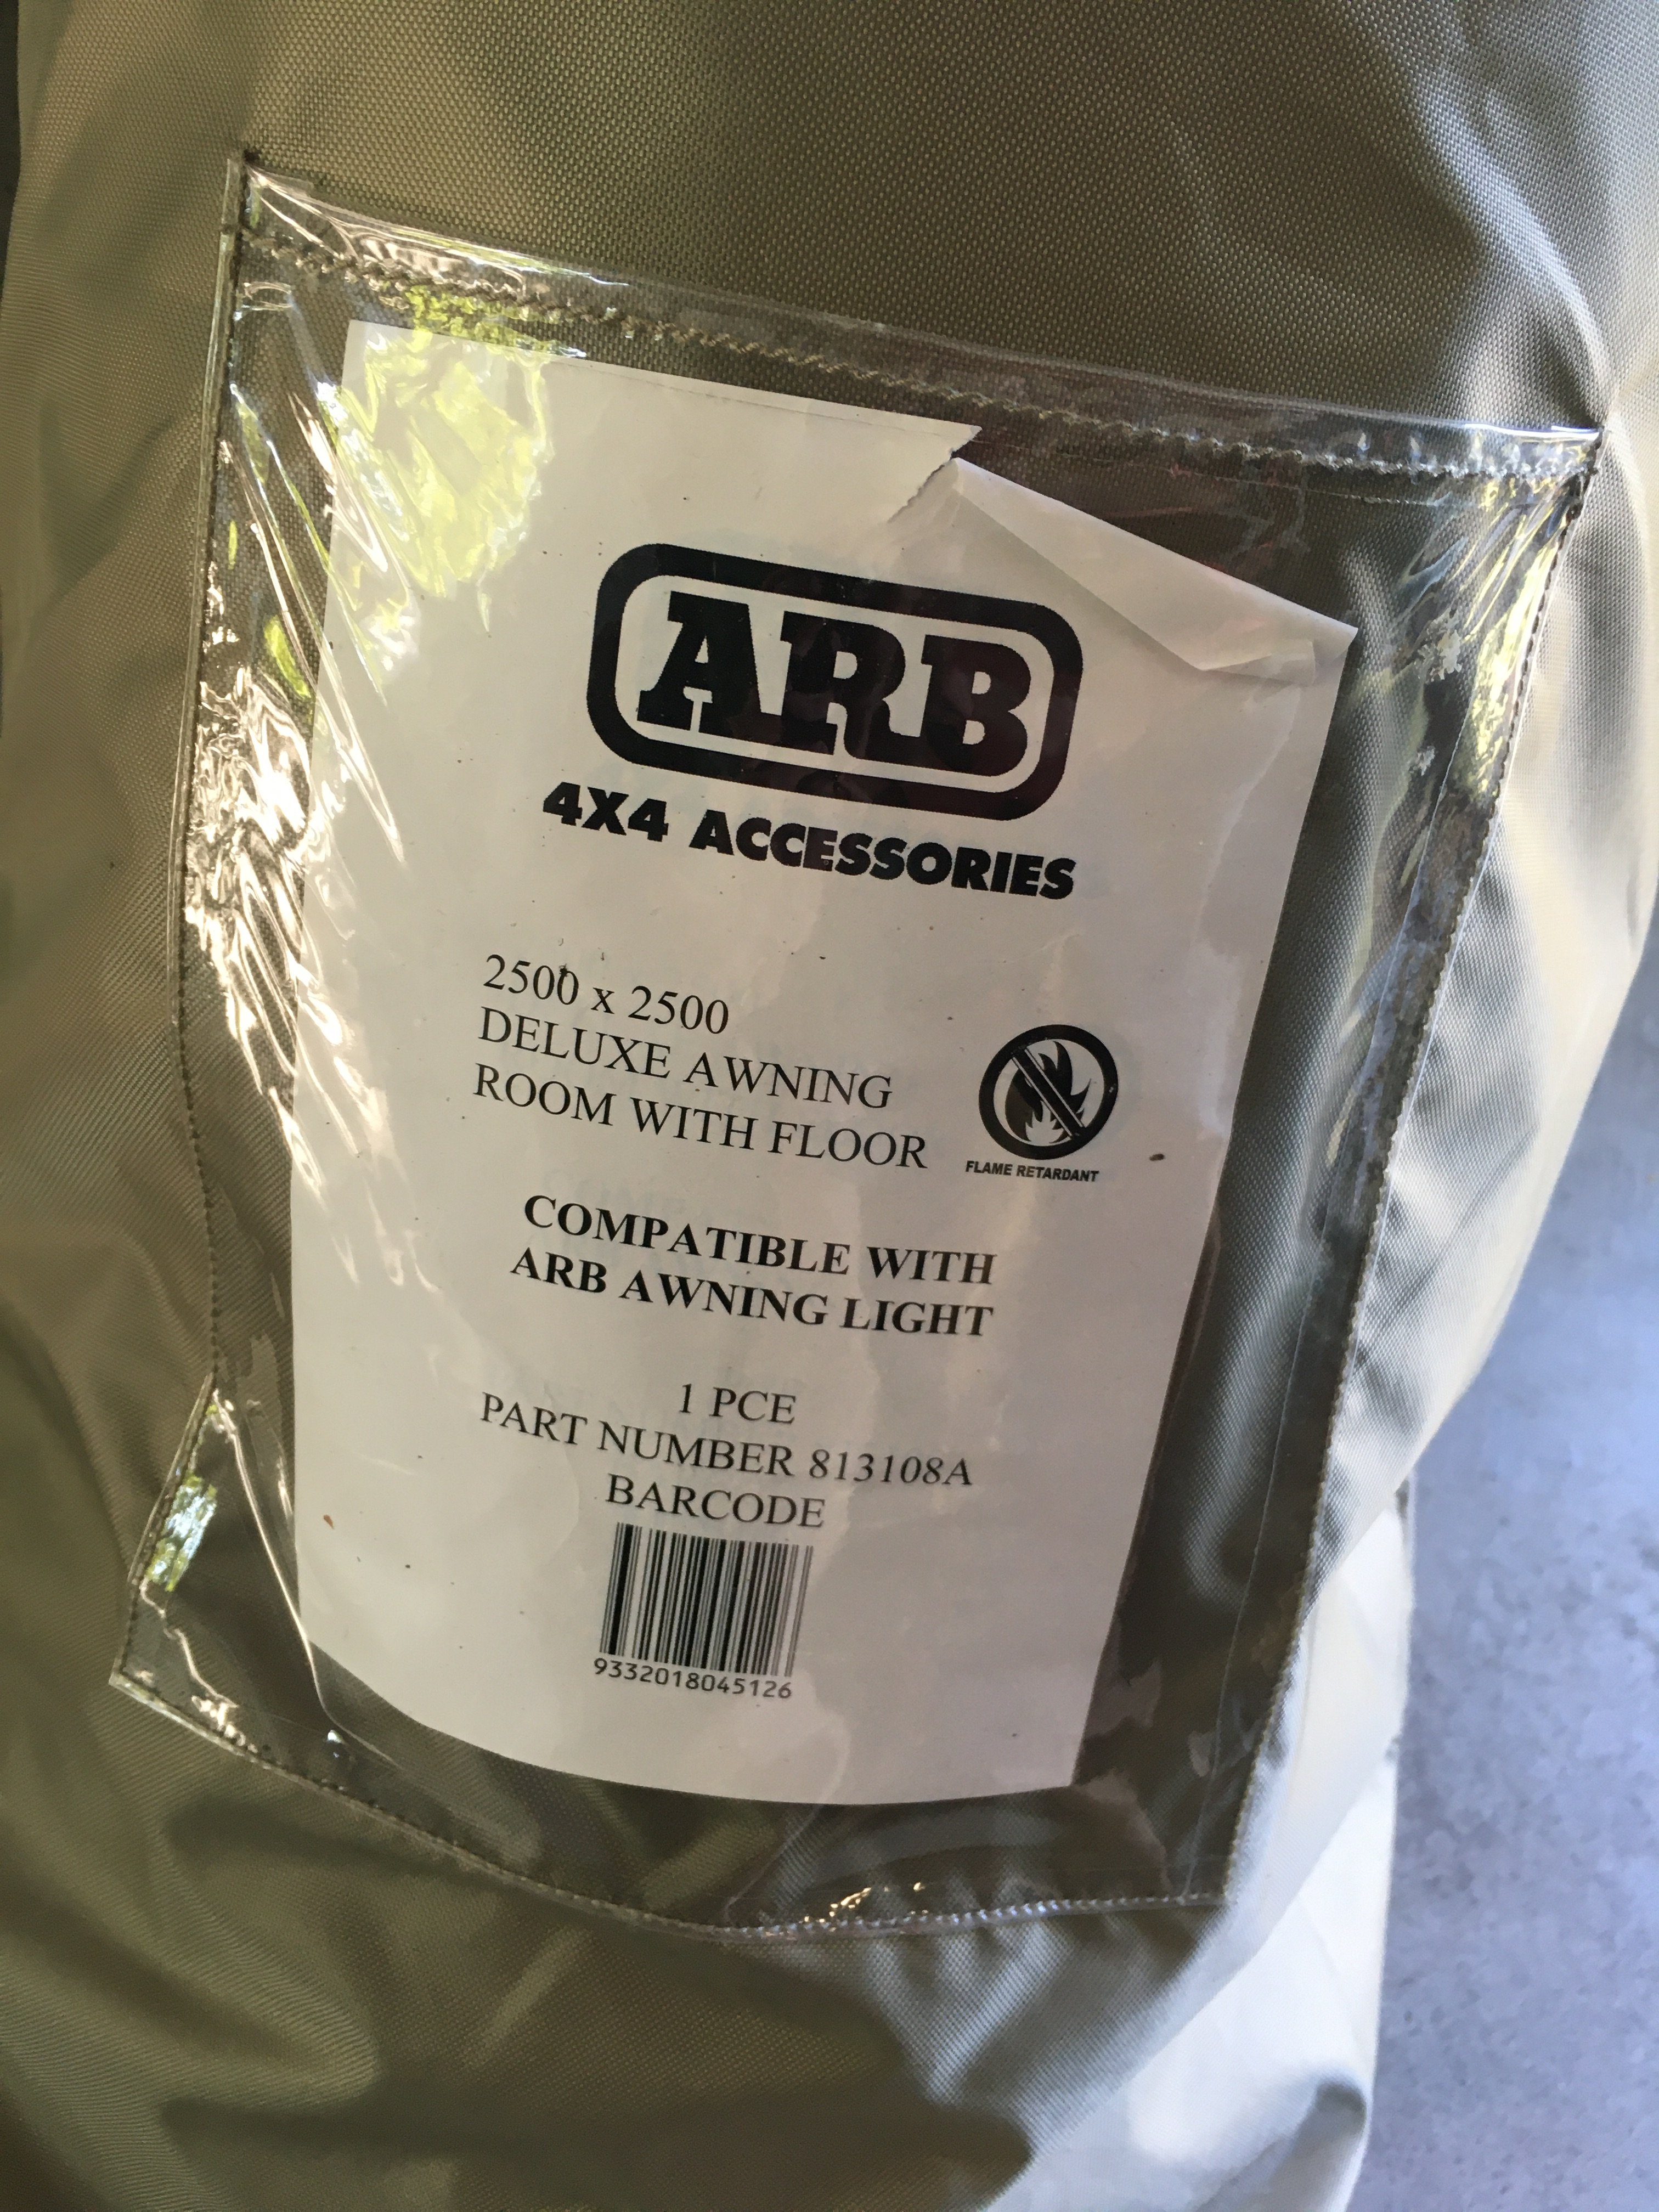 ARB
4X4 ACCESSORIES
2500 x 2500
DELUXE AWNING
ROOM WITH FLOOR
FLAME RETARDANT
COMPATIBLE WITH
ARB AWNING LIGHT
1 PCE
PART NUMBER 813108A
BARCODE
9332018045126